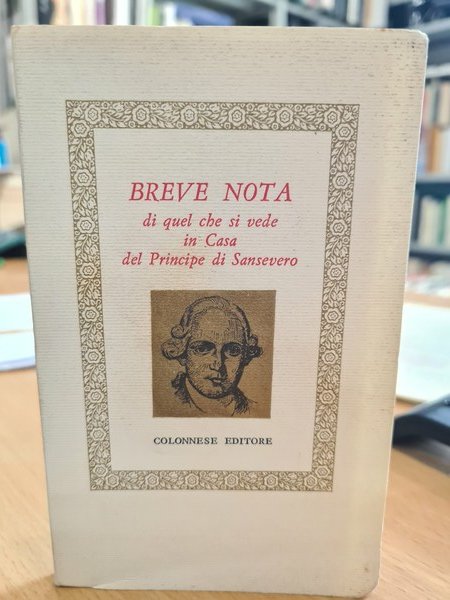 BREVE NOTA
di quel che si vede
in Casa
del Principe di Sansevero
COLONNESE EDITORE